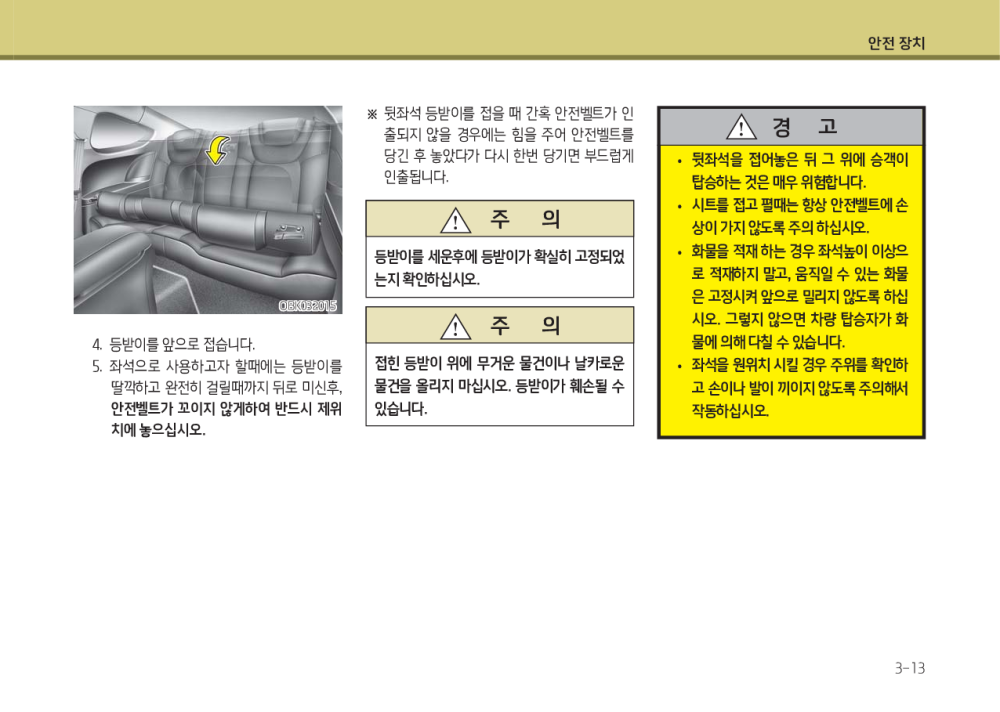 안전 장치
OBK032015
4. 등받이를 앞으로 접습니다.
5. 좌석으로 사용하고자 할때에는 등받이를
딸깍하고 완전히 걸릴때까지 뒤로 미신후,
안전벨트가 꼬이지 않게하여 반드시 제위
치에 놓으십시오.
※ 뒷좌석 등받이를 접을 때 간혹 안전벨트가 인
출되지 않을 경우에는 힘을 주어 안전벨트를
당긴 후 놓았다가 다시 한번 당기면 부드럽게
인출됩니다.
주 의
등받이를 세운후에 등받이가 확실히 고정되었
는지 확인하십시오.
주 의
접힌 등받이 위에 무거운 물건이나 날카로운
물건을 올리지 마십시오. 등받이가 훼손될 수
있습니다.
경 고
• 뒷좌석을 접어놓은 뒤 그 위에 승객이
탑승하는 것은 매우 위험합니다.
• 시트를 접고 펼때는 항상 안전벨트에 손
상이 가지 않도록 주의 하십시오.
• 화물을 적재 하는 경우 좌석높이 이상으
로 적재하지 말고, 움직일 수 있는 화물
은 고정시켜 앞으로 밀리지 않도록 하십
시오. 그렇지 않으면 차량 탑승자가 화
물에 의해 다칠 수 있습니다.
• 좌석을 원위치 시킬 경우 주위를 확인하
고 손이나 발이 끼이지 않도록 주의해서
작동하십시오.
3-13